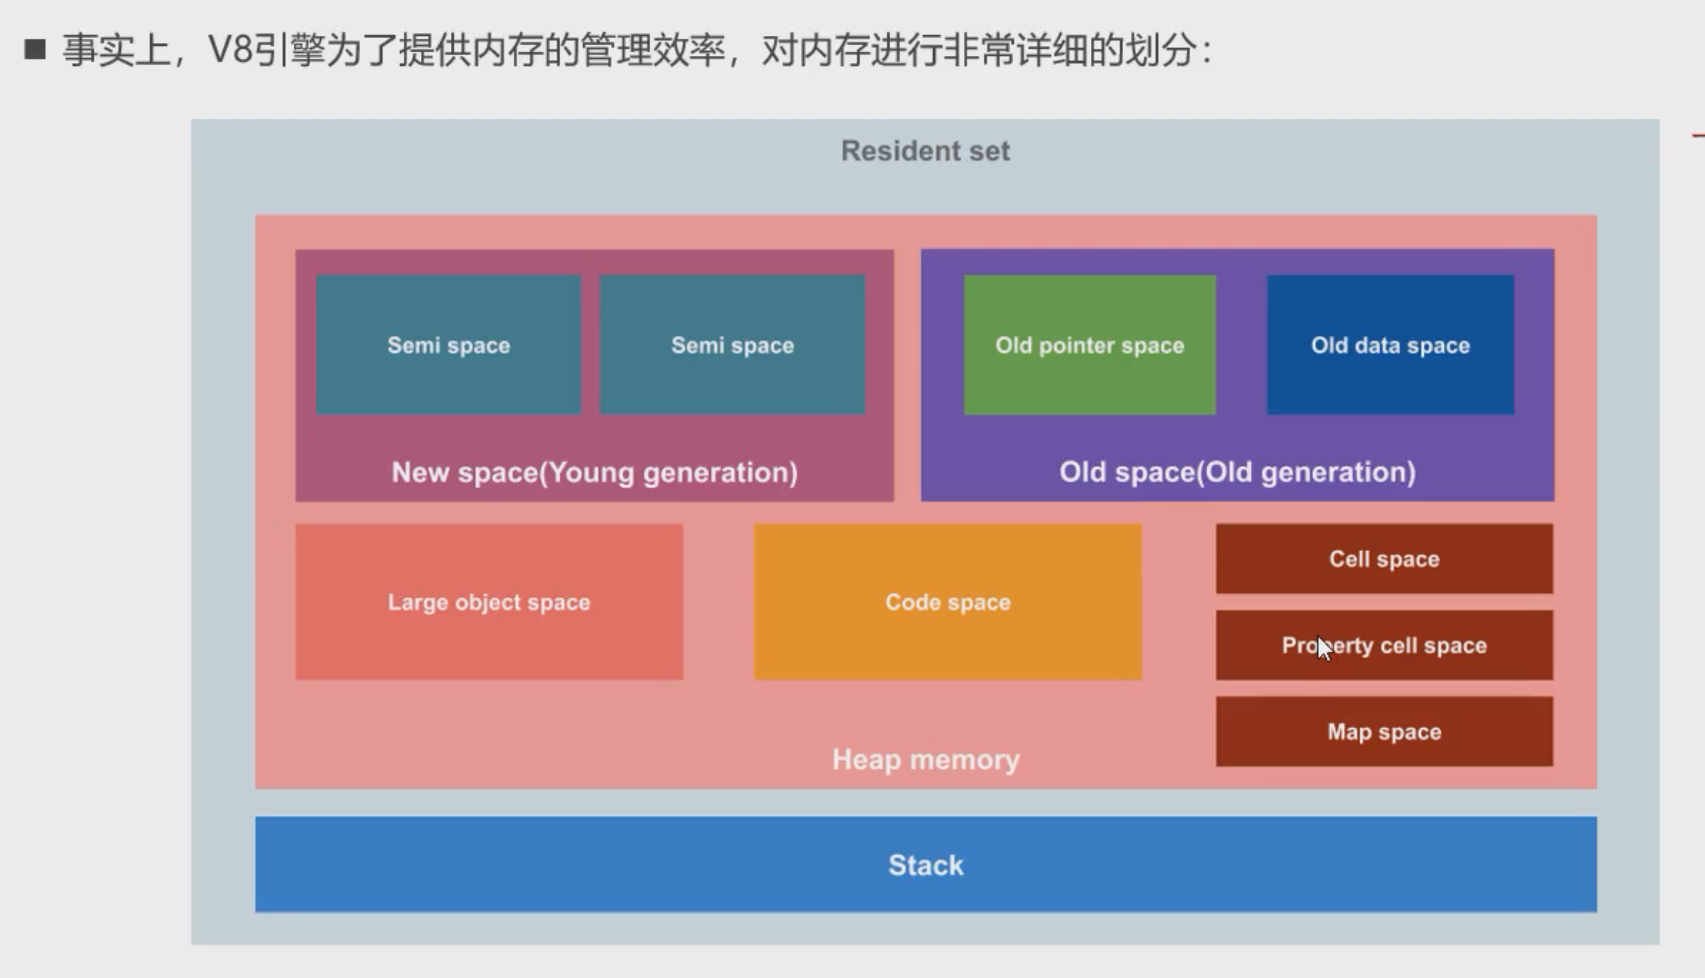 事实上，V8引擎为了提供内存的管理效率，对内存进行非常详细的划分：
Resident set
Semi space
Semi space
Old pointer space
Old data space
New space(Young generation)
Old space(Old generation)
Large object space
Code space
Cell space
Property cell space
Map space
Heap memory
Stack